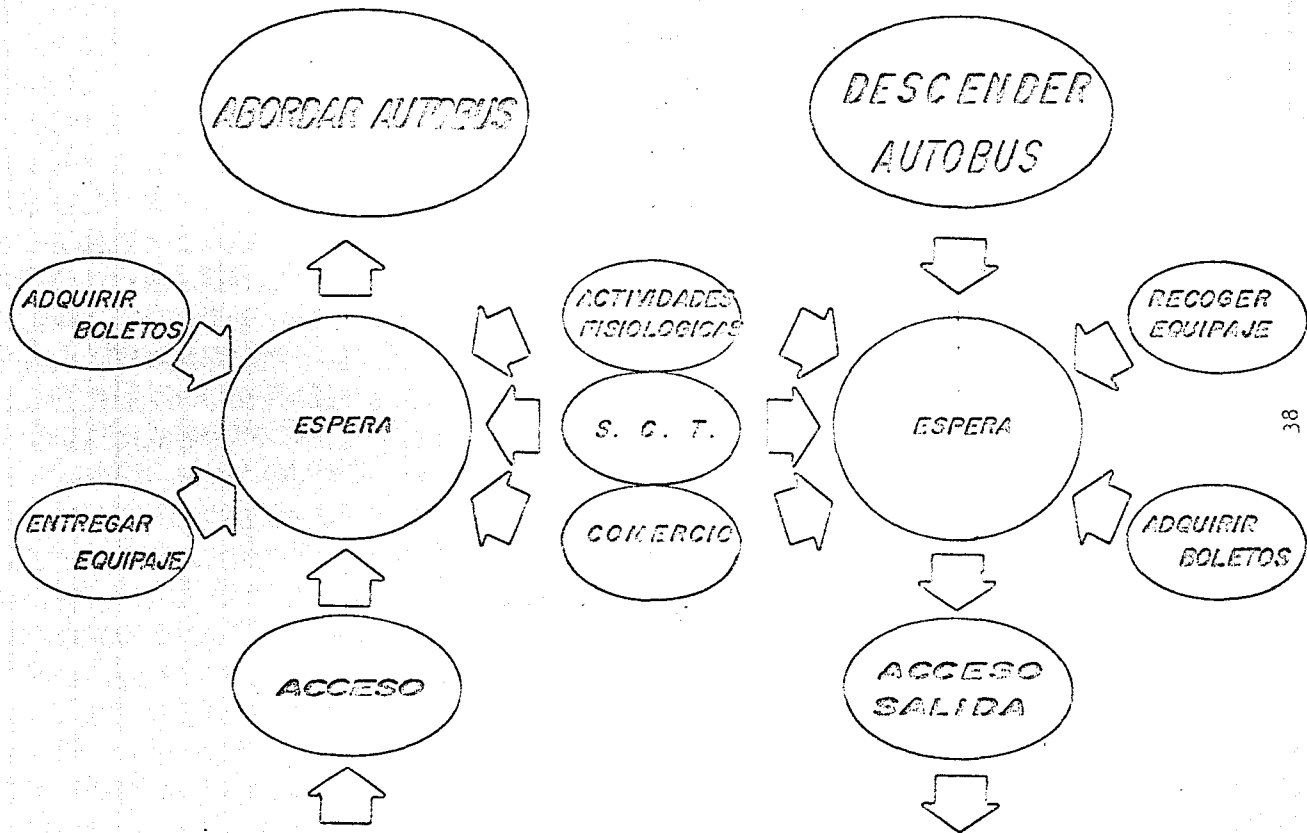 ABORDAR AUTOBUS
DESCENDER
AUTOBUS
ADQUIRIR
BOLETOS
ACTIVIDADES
FISIOLOGICAS
RECOGER
EQUIPAJE
ESPERA
S. C. T.
ESPERA
38
ENTREGAR
EQUIPAJE
COMERCIO
ADQUIRIR
BOLETOS
ACCESO
ACCESO
SALIDA